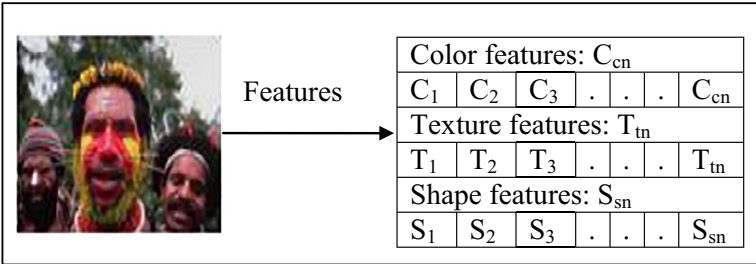 Features
Color features: Ccn
C1 C2 C3 . . . Ccn
Texture features: Ttn
T1 T2 T3 . . . Ttn
Shape features: Ssn
S1 S2 S3 . . . Ssn